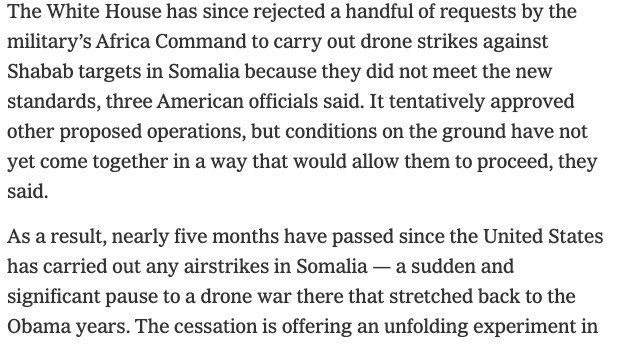 The White House has since rejected a handful of requests by the
military’s Africa Command to carry out drone strikes against
Shabab targets in Somalia because they did not meet the new
standards, three American officials said. It tentatively approved
other proposed operations, but conditions on the ground have not
yet come together in a way that would allow them to proceed, they
said.
As a result, nearly five months have passed since the United States
has carried out any airstrikes in Somalia — a sudden and
significant pause to a drone war there that stretched back to the
Obama years. The cessation is offering an unfolding experiment in